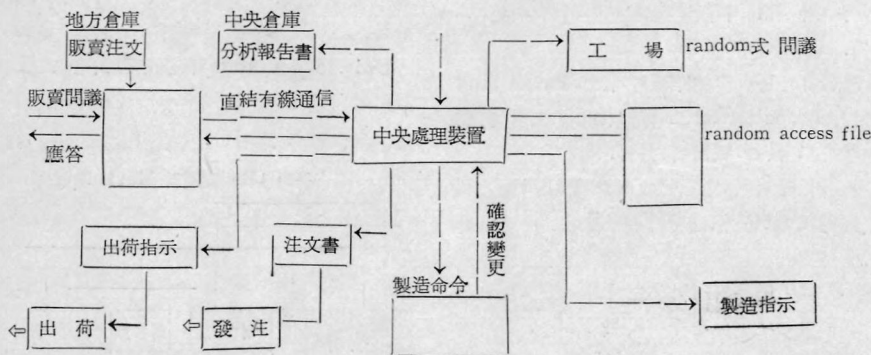 地方倉庫
販賣注文
中央倉庫
分析報告書
工 場
random式 間議
販賣間議
應答
直結有線通信
中央處理裝置
random access file
確認變更
出荷指示
注文書
製造命令
製造指示
出 荷
發 注